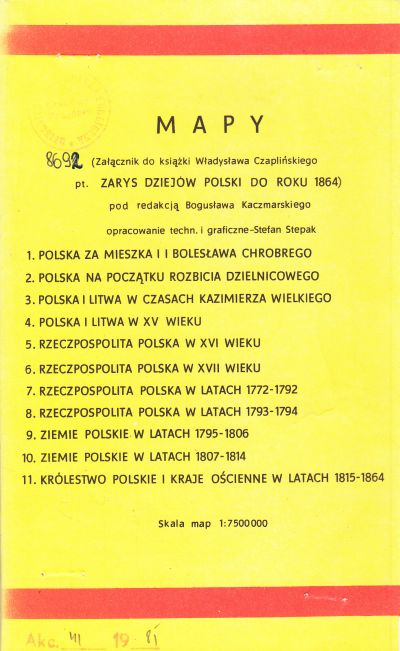 MAPY
8692 (Załącznik do książki Władysława Czaplińskiego
pt. ZARYS DZIEJÓW POLSKI DO ROKU 1864)
pod redakcją Bogusława Kaczmarskiego
opracowanie techn. i graficzne-Stefan Stepak
1. POLSKA ZA MIESZKA I I BOLESŁAWA CHROBREGO
2. POLSKA NA POCZĄTKU ROZBICIA DZIELNICOWEGO
3. POLSKA I LITWA W CZASACH KAZIMIERZA WIELKIEGO
4. POLSKA I LITWA W XV WIEKU
5. RZECZPOSPOLITA POLSKA W XVI WIEKU
6. RZECZPOSPOLITA POLSKA W XVII WIEKU
7. RZECZPOSPOLITA POLSKA W LATACH 1772-1792
8. RZECZPOSPOLITA POLSKA W LATACH 1793-1794
9. ZIEMIE POLSKIE W LATACH 1795-1806
10. ZIEMIE POLSKIE W LATACH 1807-1814
11. KRÓLESTWO POLSKIE I KRAJE OŚCIENNE W LATACH 1815-1864
Skala map 1:7500000
Akc. 41 19 81